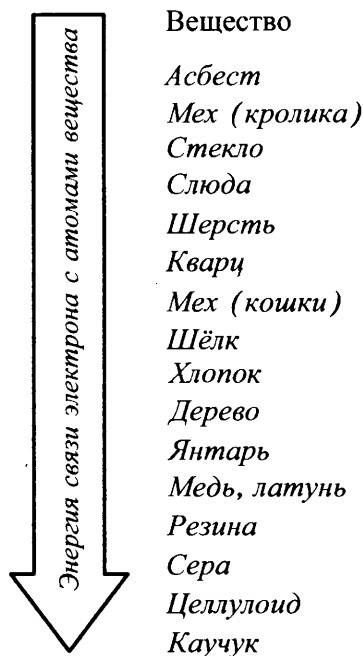 Энергия связи электрона с атомами вещества
Вещество
Асбест
Мех (кролика)
Стекло
Слюда
Шерсть
Кварц
Мех (кошки)
Шёлк
Хлопок
Дерево
Янтарь
Медь, латунь
Резина
Сера
Целлулоид
Каучук